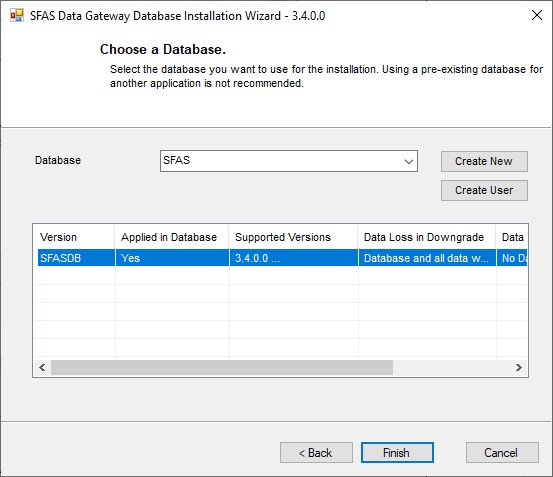 SFAS Data Gateway Database Installation Wizard - 3.4.0.0
Choose a Database.
Select the database you want to use for the installation. Using a pre-existing database for
another application is not recommended.
Database
SFAS
Create New
Create User
Version Applied in Database Supported Versions Data Loss in Downgrade Data
SFASDB Yes 3.4.0.0 ... Database and all data w... No Da
< Back
Finish
Cancel